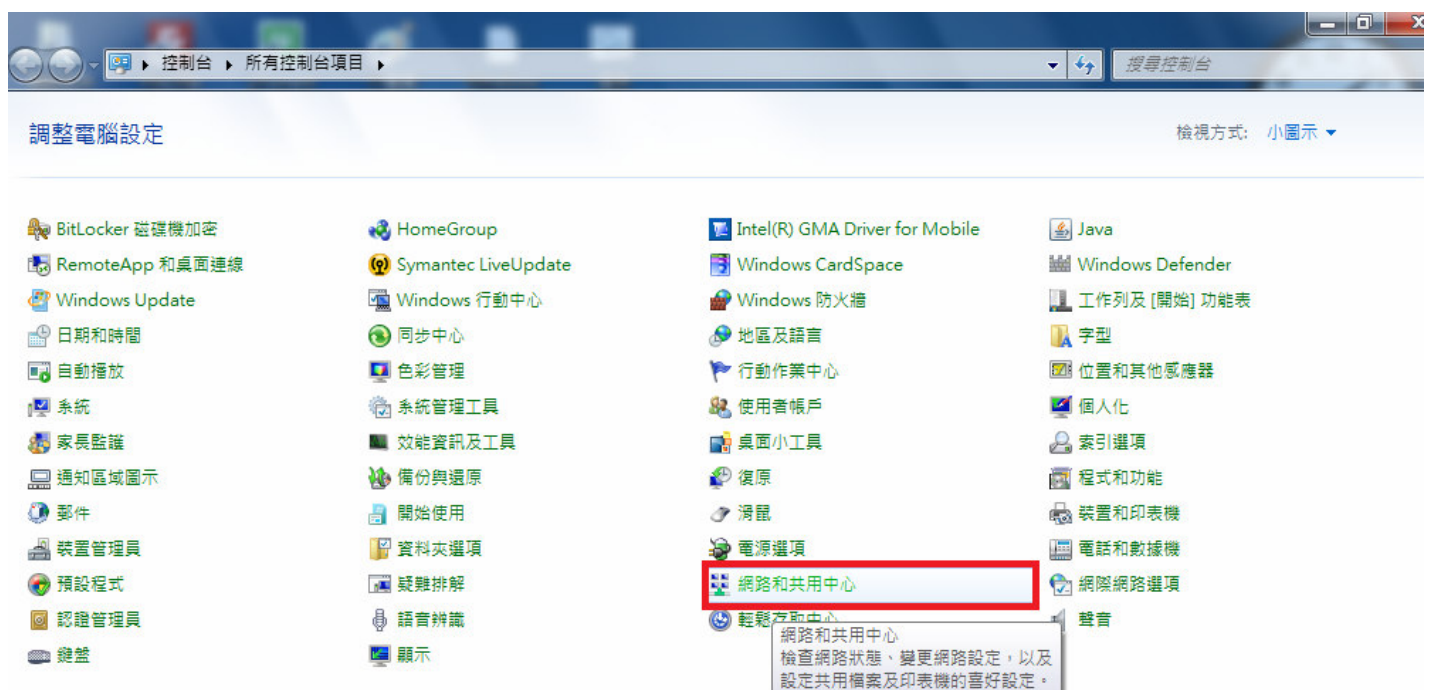 控制台 ▸ 所有控制台項目 ▸
搜尋控制台
調整電腦設定
檢視方式: 小圖示
BitLocker 磁碟機加密
HomeGroup
Intel(R) GMA Driver for Mobile
Java
RemoteApp 和桌面連線
Symantec LiveUpdate
Windows CardSpace
Windows Defender
Windows Update
Windows 行動中心
Windows 防火牆
工作列及 [開始] 功能表
日期和時間
同步中心
地區及語言
字型
自動播放
色彩管理
行動作業中心
位置和其他感應器
系統
系統管理工具
使用者帳戶
個人化
家長監護
效能資訊及工具
桌面小工具
索引選項
通知區域圖示
備份與還原
復原
程式和功能
郵件
開始使用
滑鼠
裝置和印表機
裝置管理員
資料夾選項
電源選項
電話和數據機
預設程式
疑難排解
網路和共用中心
網際網路選項
認證管理員
語音辨識
輕鬆存取中心
聲音
鍵盤
顯示
網路和共用中心
檢查網路狀態、變更網路設定，以及
設定共用檔案及印表機的喜好設定。